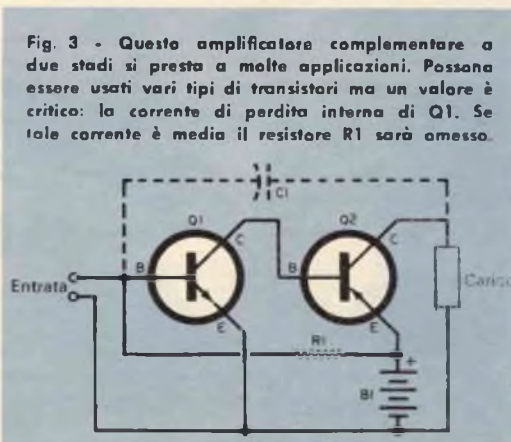 Fig. 3 - Questo amplificatore complementare a
due stadi si presta a molte applicazioni. Possono
essere usati vari tipi di transistori ma un valore è
critico: la corrente di perdita interna di Q1. Se
tale corrente è media il resistore R1 sarà omesso.
C1
Q1
Q2
C
C
B
B
Entrata
Carico
E
E
R1
+
B1